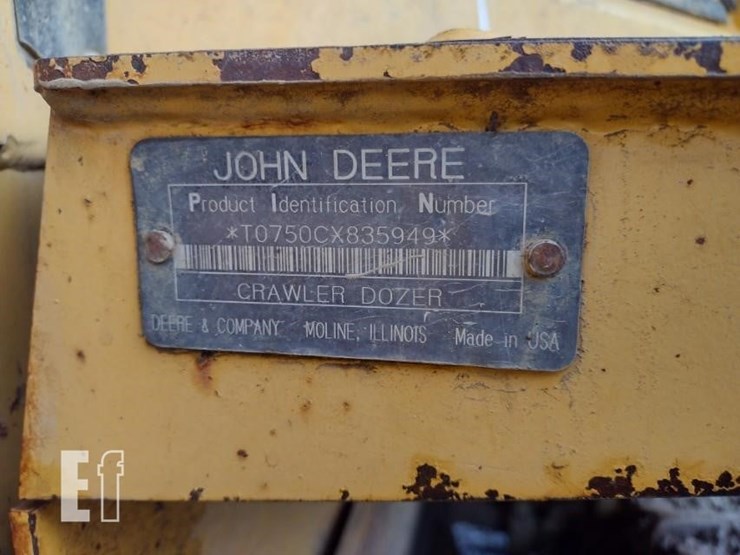 JOHN DEERE
Product Identification Number
*T0750CX835949*
CRAWLER DOZER
DEERE & COMPANY MOLINE, ILLINOIS Made in USA
Ef